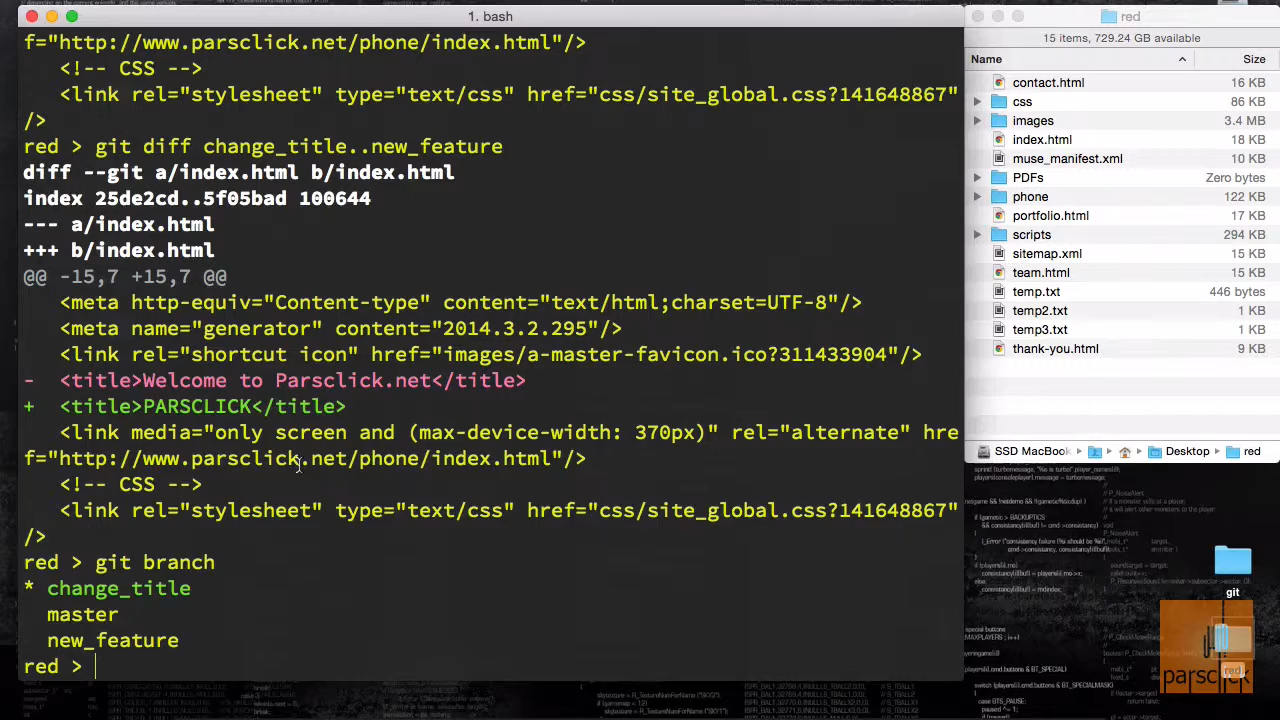 1. bash
f="http://www.parsclick.net/phone/index.html"/>
<!-- CSS -->
<link rel="stylesheet" type="text/css" href="css/site_global.css?141648867"
/>
red > git diff change_title..new_feature
diff --git a/index.html b/index.html
index 25de2cd..5f05bad 100644
--- a/index.html
+++ b/index.html
@@ -15,7 +15,7 @@
<meta http-equiv="Content-type" content="text/html;charset=UTF-8"/>
<meta name="generator" content="2014.3.2.295"/>
<link rel="shortcut icon" href="images/a-master-favicon.ico?311433904"/>
- <title>Welcome to Parsclick.net</title>
+ <title>PARSCLICK</title>
<link media="only screen and (max-device-width: 370px)" rel="alternate" hre
f="http://www.parsclick.net/phone/index.html"/>
<!-- CSS -->
<link rel="stylesheet" type="text/css" href="css/site_global.css?141648867"
/>
red > git branch
* change_title
master
new_feature
red >
red
15 items, 729.24 GB available
Name Size
contact.html 16 KB
css 86 KB
images 3.4 MB
index.html 18 KB
muse_manifest.xml 10 KB
PDFs Zero bytes
phone 122 KB
portfolio.html 17 KB
scripts 294 KB
sitemap.xml 15 KB
team.html 15 KB
temp.txt 446 bytes
temp2.txt 1 KB
temp3.txt 1 KB
thank-you.html 9 KB
SSD MacBook Desktop red
git
red
parsclick